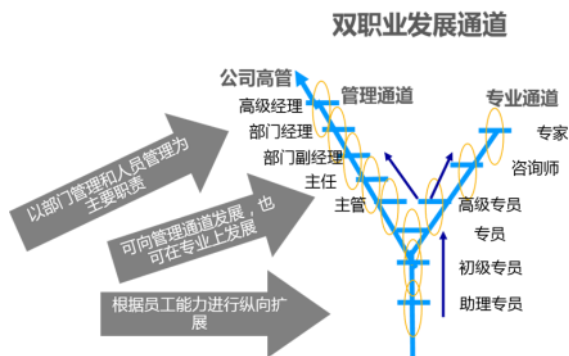 双职业发展通道
公司高管
管理通道
专业通道
高级经理
部门经理
部门副经理
主任
主管
专家
咨询师
高级专员
专员
初级专员
助理专员
以部门管理和人员管理为
主要职责
可向管理通道发展，也
可在专业上发展
根据员工能力进行纵向扩
展